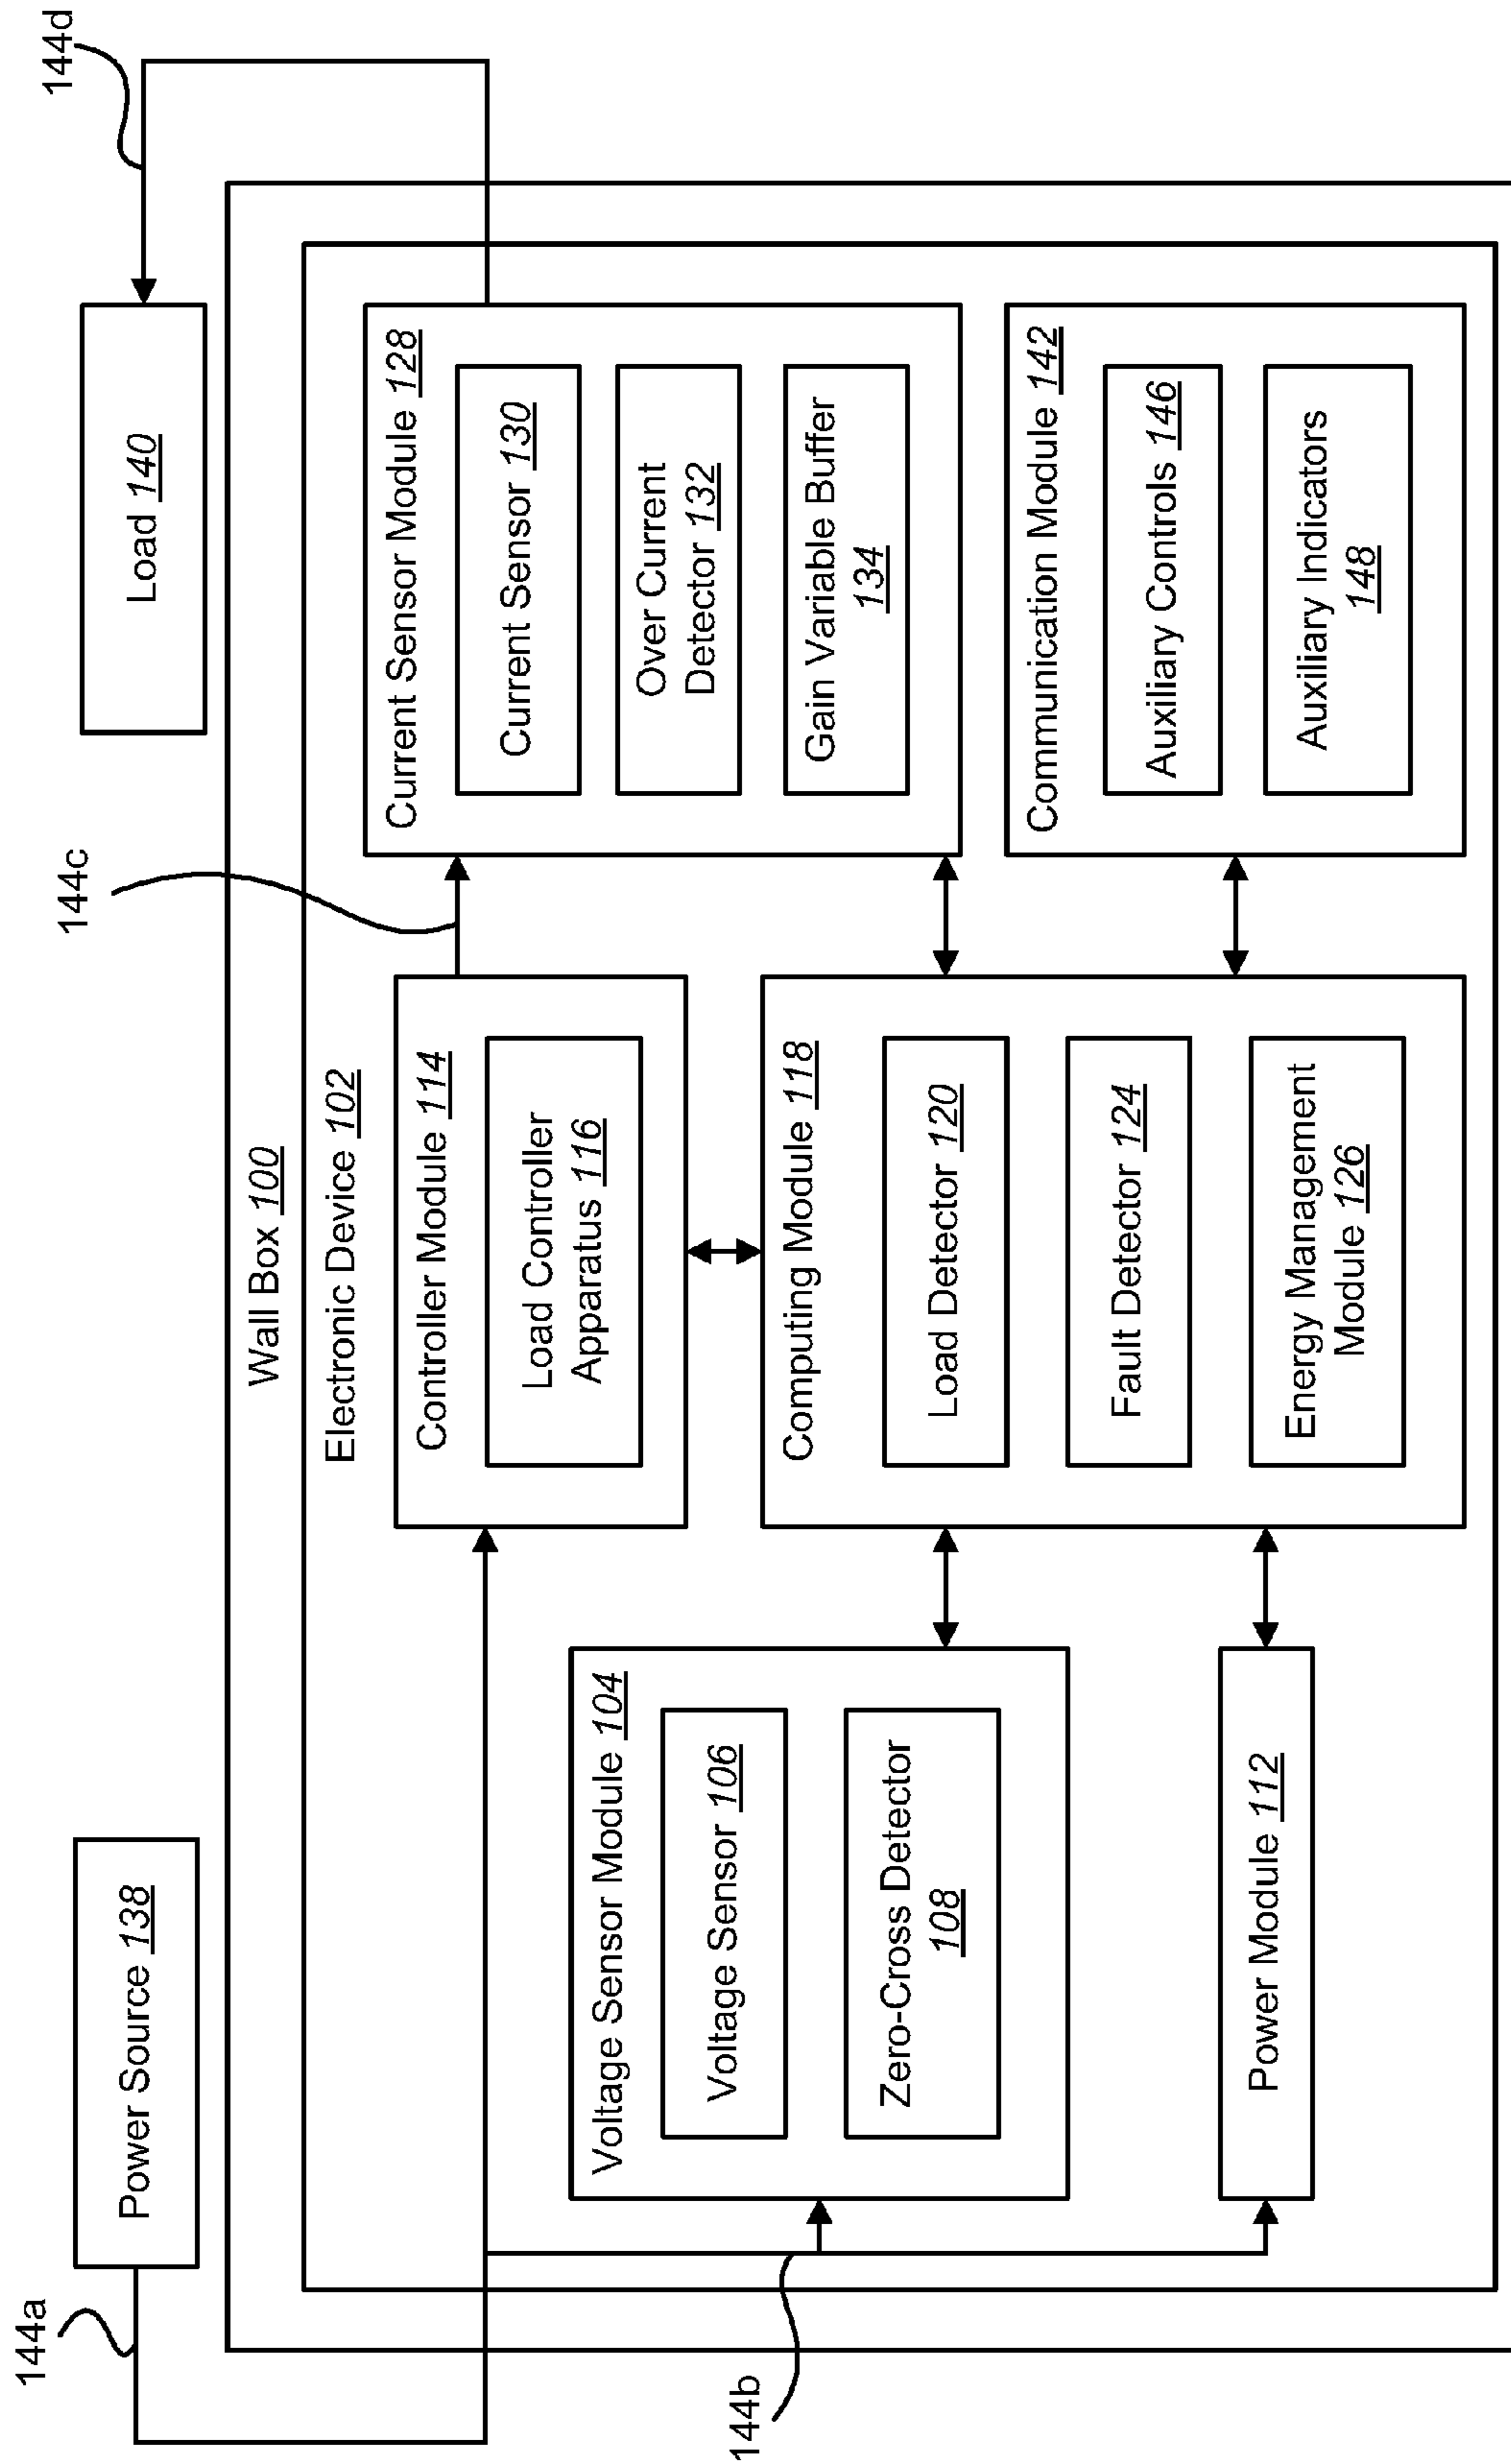 144a
Power Source 138
144b
Wall Box 100
Electronic Device 102
Voltage Sensor Module 104
Voltage Sensor 106
Zero-Cross Detector
108
Power Module 112
Controller Module 114
Load Controller
Apparatus 116
Computing Module 118
Load Detector 120
Fault Detector 124
Energy Management
Module 126
144c
Load 140
144d
Current Sensor Module 128
Current Sensor 130
Over Current
Detector 132
Gain Variable Buffer
134
Communication Module 142
Auxiliary Controls 146
Auxiliary Indicators
148